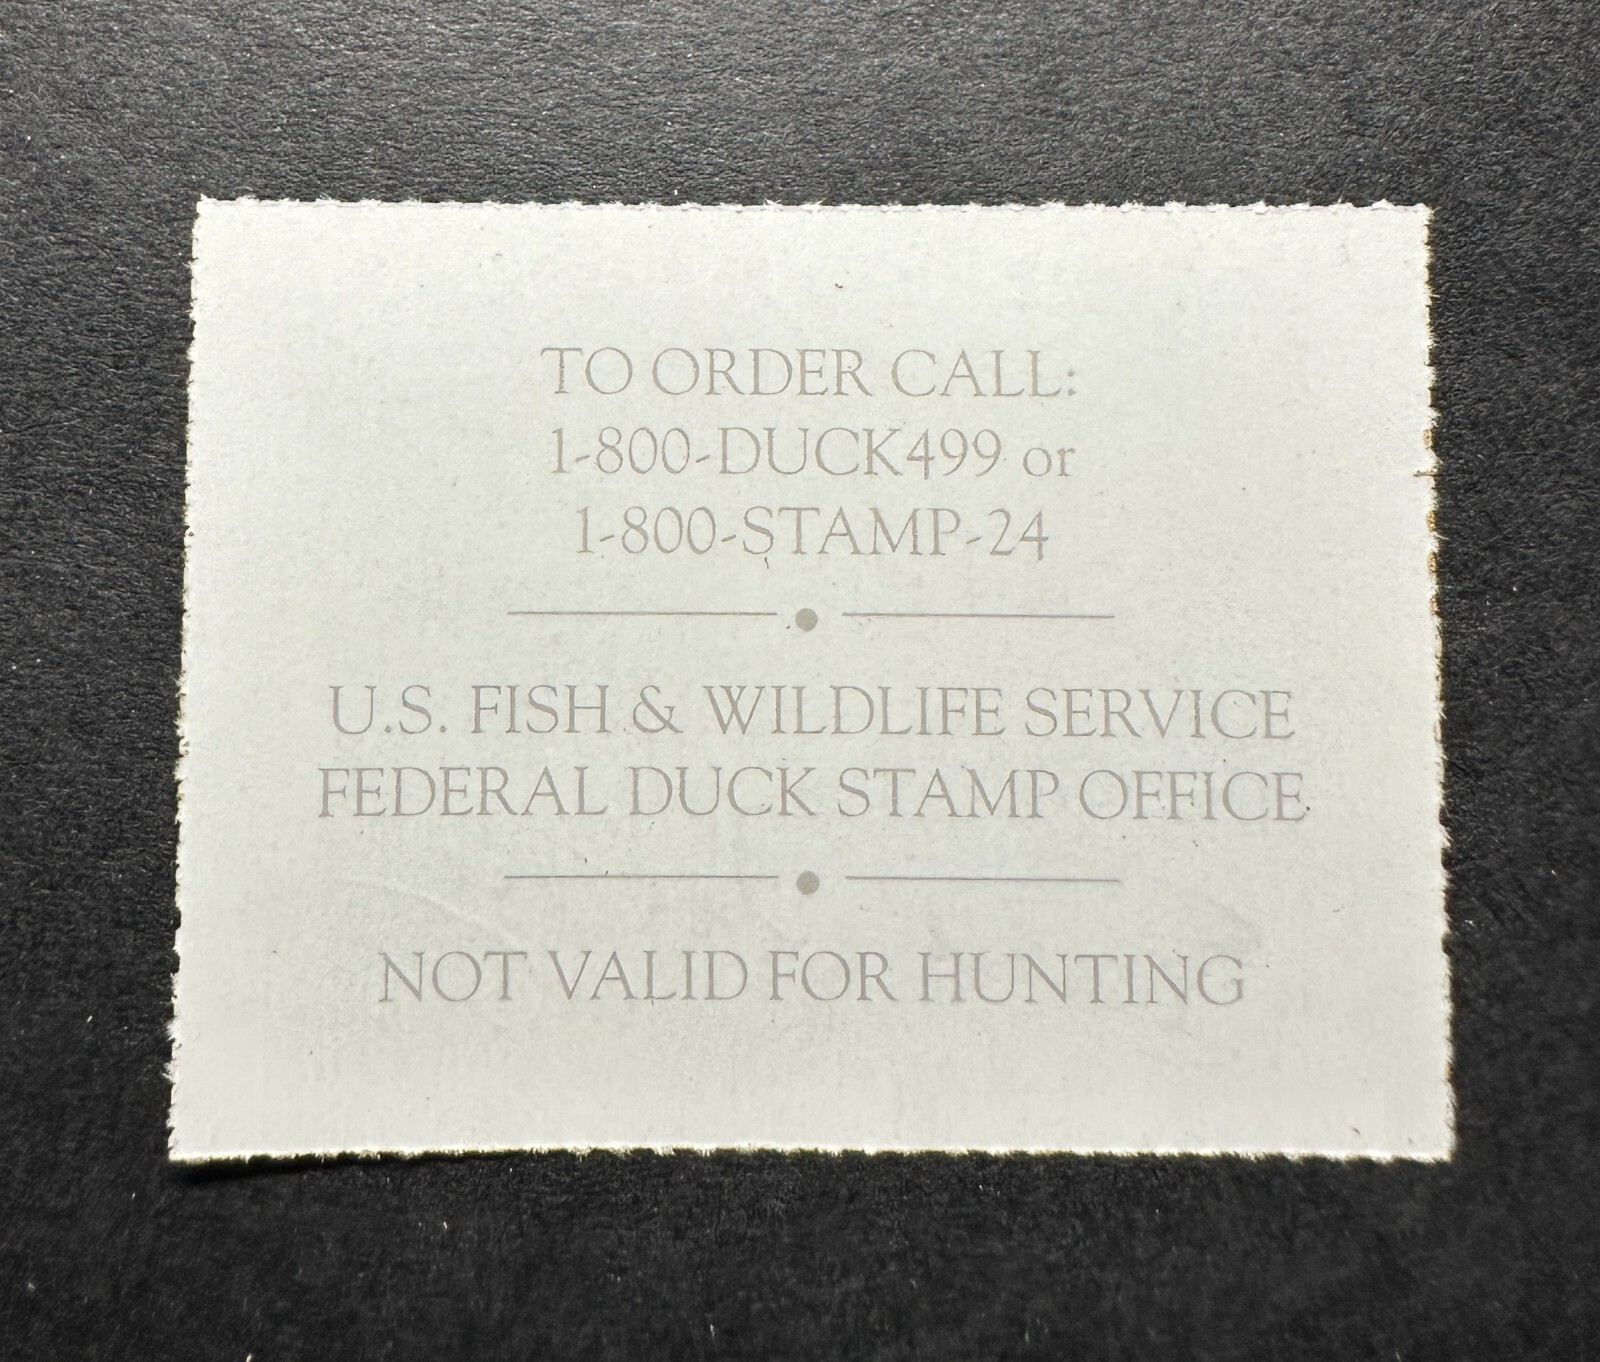 TO ORDER CALL:
1-800-DUCK499 or
1-800-STAMP-24
U.S. FISH & WILDLIFE SERVICE
FEDERAL DUCK STAMP OFFICE
NOT VALID FOR HUNTING